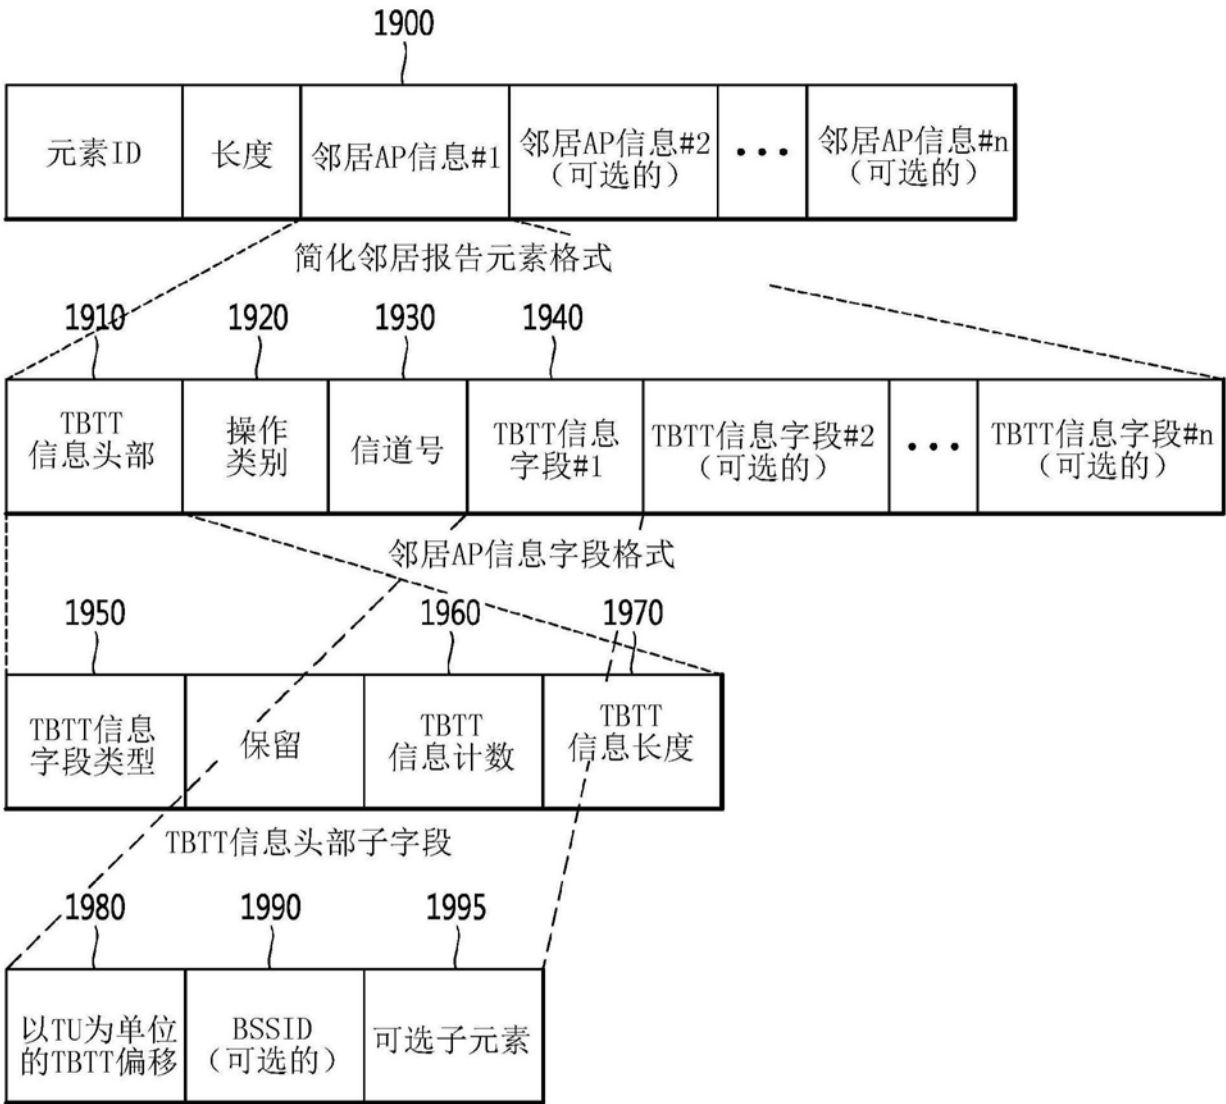 1900
元素ID
长度
邻居AP信息#1
邻居AP信息#2
(可选的)
•••
邻居AP信息#n
(可选的)
简化邻居报告元素格式
1910
1920
1930
1940
TBTT
信息头部
操作
类别
信道号
TBTT信息
字段#1
TBTT信息字段#2
(可选的)
•••
TBTT信息字段#n
(可选的)
邻居AP信息字段格式
1950
1960
1970
TBTT信息
字段类型
保留
TBTT
信息计数
TBTT
信息长度
TBTT信息头部子字段
1980
1990
1995
以TU为单位
的TBTT偏移
BSSID
(可选的)
可选子元素